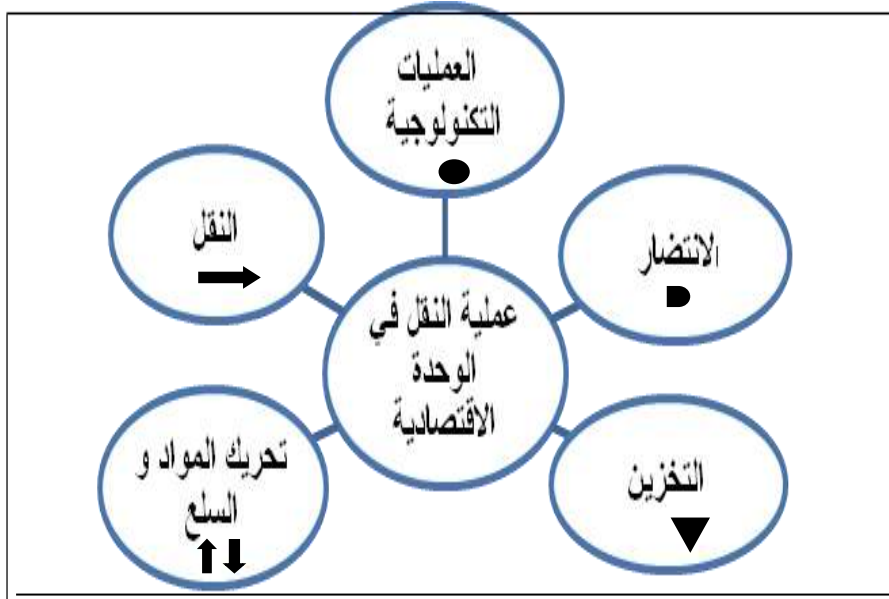 العمليات
التكنولوجية
الانتضار
النقل
عملية النقل في
الوحدة
الاقتصادية
تحريك المواد و
السلع
التخزين